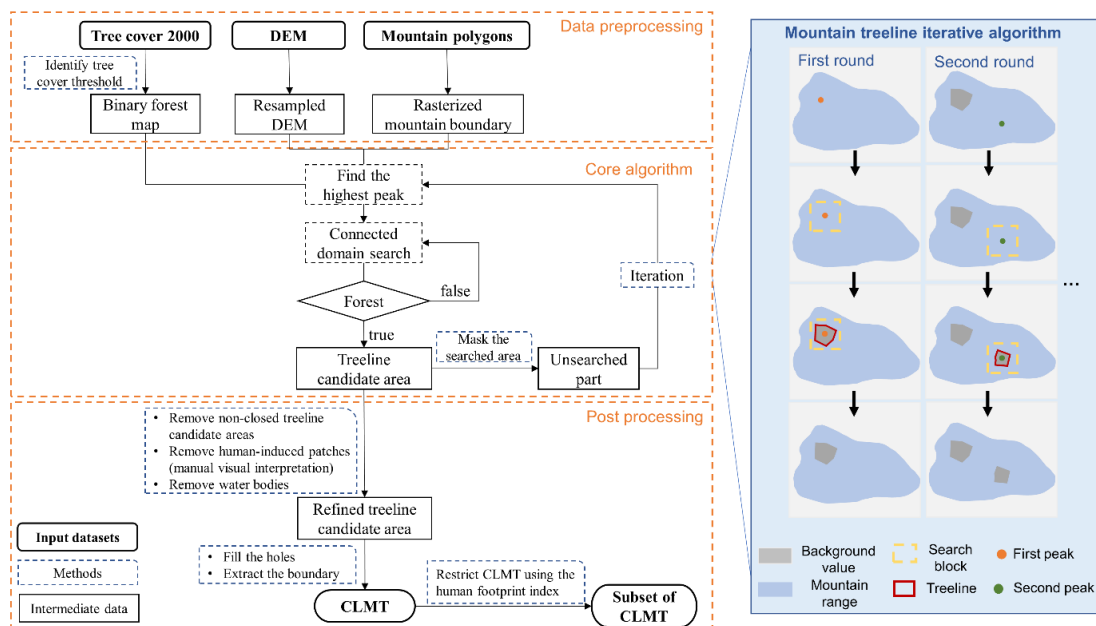 Data preprocessing
Tree cover 2000
DEM
Mountain polygons
Identify tree
cover threshold
Binary forest
map
Resampled
DEM
Rasterized
mountain boundary
Core algorithm
Find the
highest peak
Connected
domain search
Iteration
Forest
false
true
Mask the
searched area
Treeline
candidate area
Unsearched
part
Post processing
• Remove non-closed treeline
candidate areas
• Remove human-induced patches
(manual visual interpretation)
• Remove water bodies
Refined treeline
candidate area
Input datasets
Methods
Intermediate data
• Fill the holes
• Extract the boundary
Restrict CLMT using the
human footprint index
CLMT
Subset of
CLMT
Mountain treeline iterative algorithm
First round
Second round
...
Background
value
Search
block
First peak
Mountain
range
Treeline
Second peak